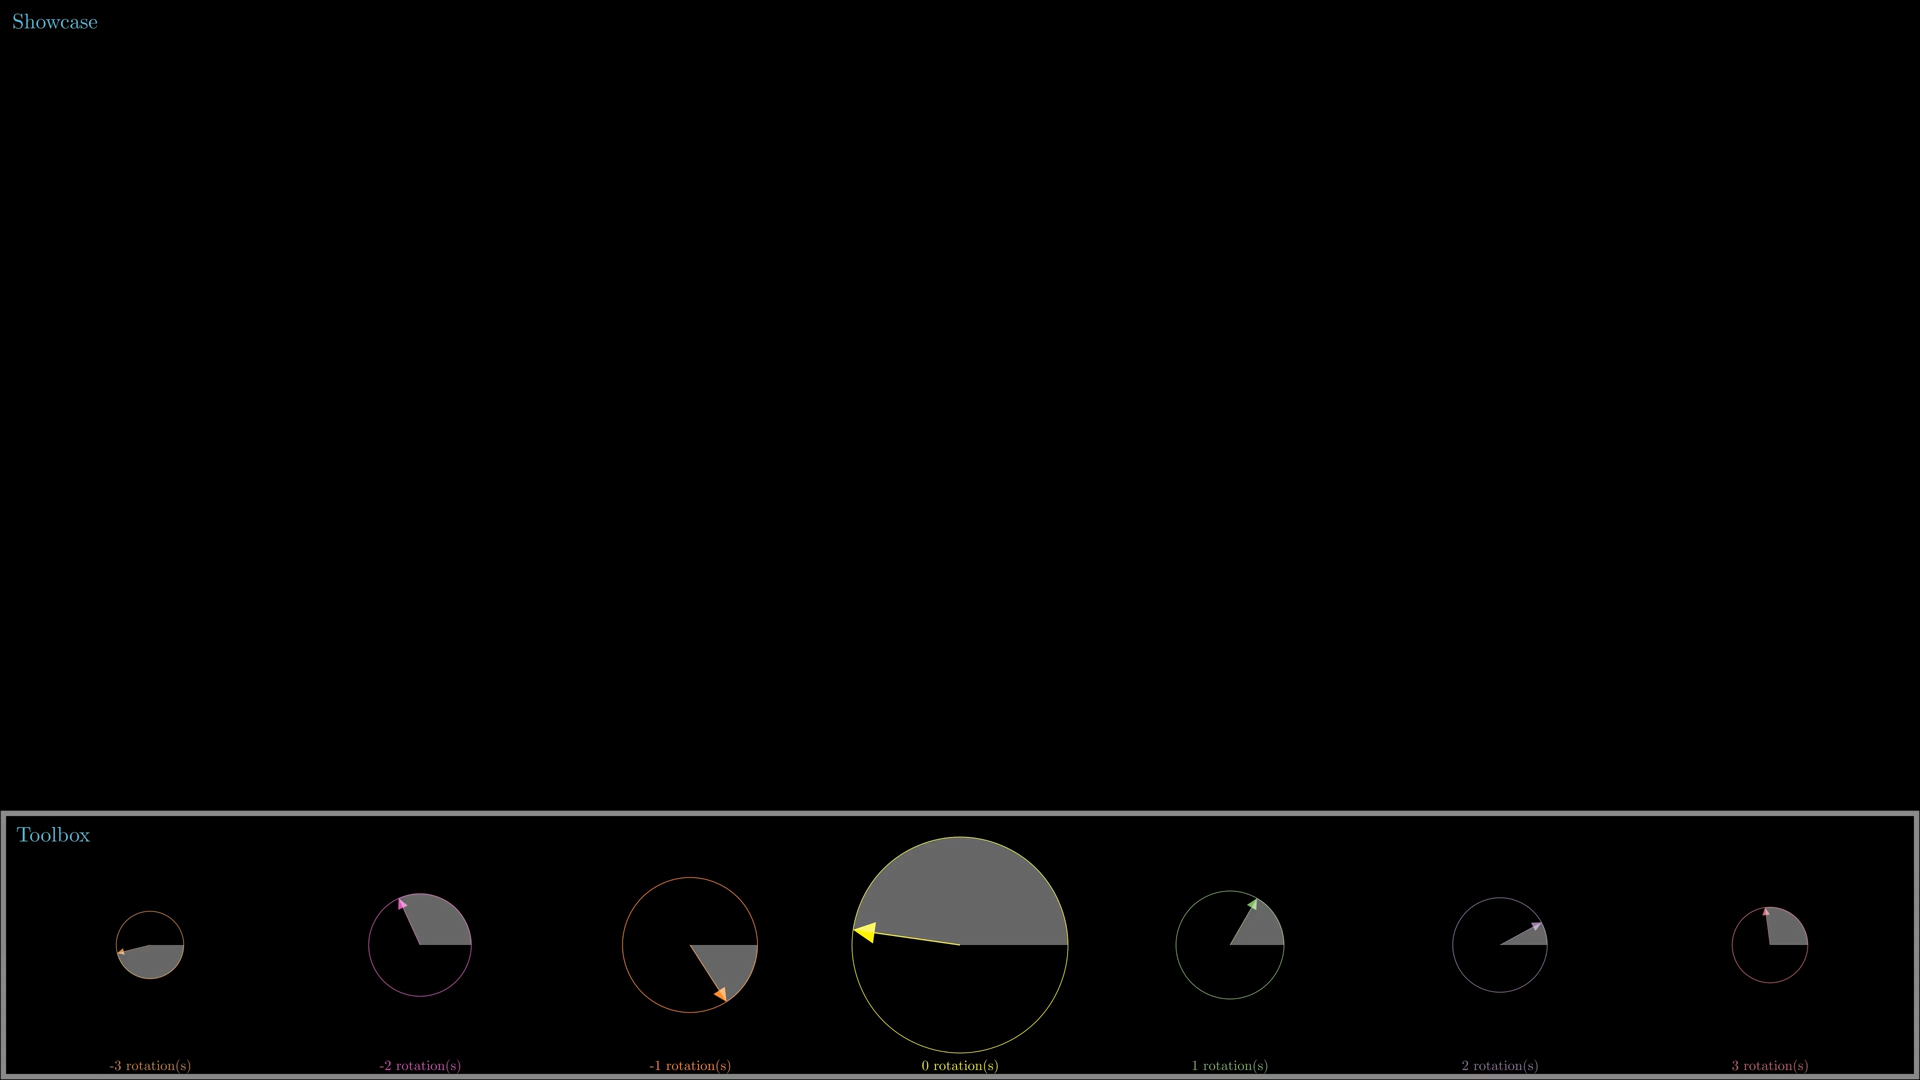 Showcase
Toolbox
-3 rotation(s)
-2 rotation(s)
-1 rotation(s)
0 rotation(s)
1 rotation(s)
2 rotation(s)
3 rotation(s)